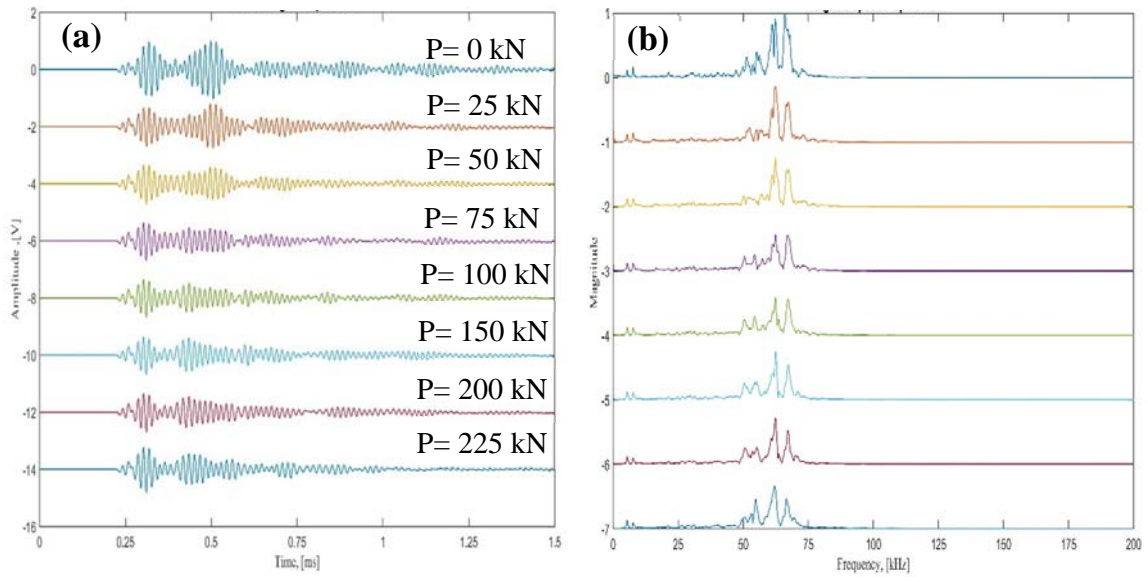 (a)
P= 0 kN
P= 25 kN
P= 50 kN
P= 75 kN
P= 100 kN
P= 150 kN
P= 200 kN
P= 225 kN
2
0
-2
-4
-6
-8
-10
-12
-14
-16
Amplitude ,[V]
0
0.25
0.5
0.75
1
1.25
1.5
Time, [ms]
(b)
1
0
-1
-2
-3
-4
-5
-6
-7
Magnitude
0
25
50
75
100
125
150
175
200
Frequency, [kHz]